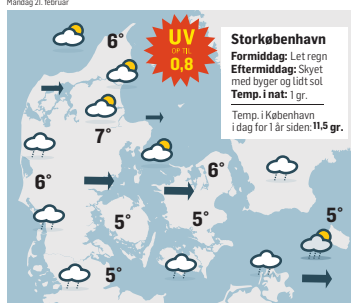 Mandag 21. februar
UV
OP TIL
0,8
Storkøbenhavn
Formiddag: Let regn
Eftermiddag: Skyet
med byger og lidt sol
Temp. i nat: 1 gr.
Temp. i København
i dag for 1 år siden: 11,5 gr.
6°
7°
6°
6°
5°
5°
5°
5°